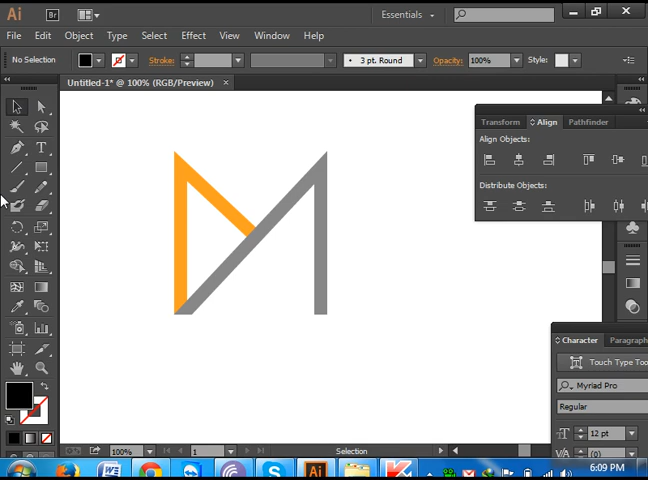 Ai Br Essentials
File Edit Object Type Select Effect View Window Help
No Selection Stroke: 3 pt. Round Opacity: 100% Style:
Untitled-1* @ 100% (RGB/Preview)
Transform Align Pathfinder
Align Objects:
Distribute Objects:
Character Paragraph
Touch Type Too
Myriad Pro
Regular
12 pt
(0)
100% 1 Selection
6:09 PM